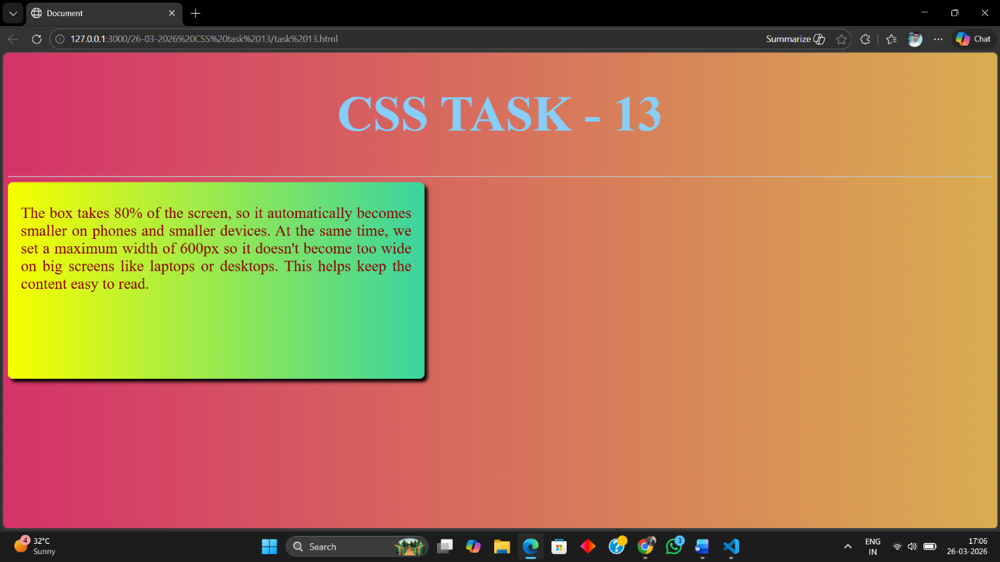 Document
127.0.0.1:3000/26-03-2026%20CSS%20task%2013/task%2013.html
Summarize
Chat
CSS TASK - 13
The box takes 80% of the screen, so it automatically becomes
smaller on phones and smaller devices. At the same time, we
set a maximum width of 600px so it doesn't become too wide
on big screens like laptops or desktops. This helps keep the
content easy to read.
4
32°C
Sunny
Search
3
ENG
IN
17:06
26-03-2026